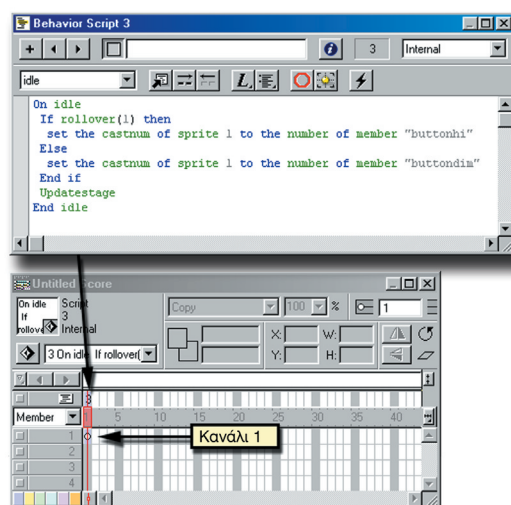 Behavior Script 3
3 Internal
idle
On idle
If rollover(1) then
set the castnum of sprite 1 to the number of member "buttonhi"
Else
set the castnum of sprite 1 to the number of member "buttondim"
End if
Updatestage
End idle
Untitled Score
On idle
If
rollove
Script
3
Internal
Copy 100 % 1
X: W:
Y: H:
3 On idle If rollover(
3
Member 1 5 10 15 20 25 30 35 40
1 Κανάλι 1
2
3
4